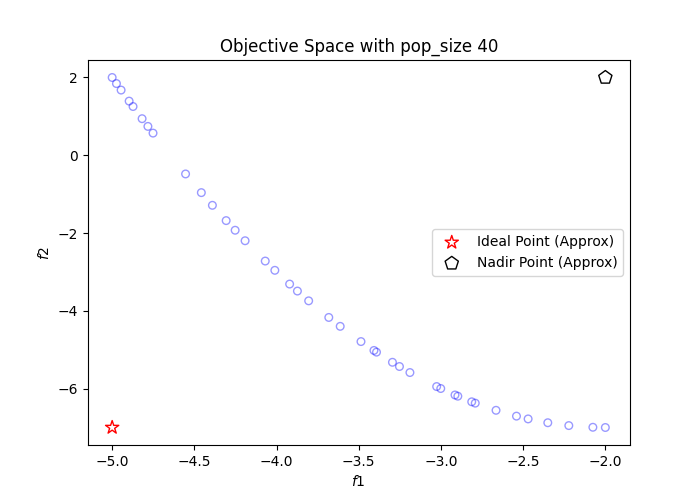 Objective Space with pop_size 40
2
0
−2
−4
−6
f2
Ideal Point (Approx)
Nadir Point (Approx)
−5.0 −4.5 −4.0 −3.5 −3.0 −2.5 −2.0
f1